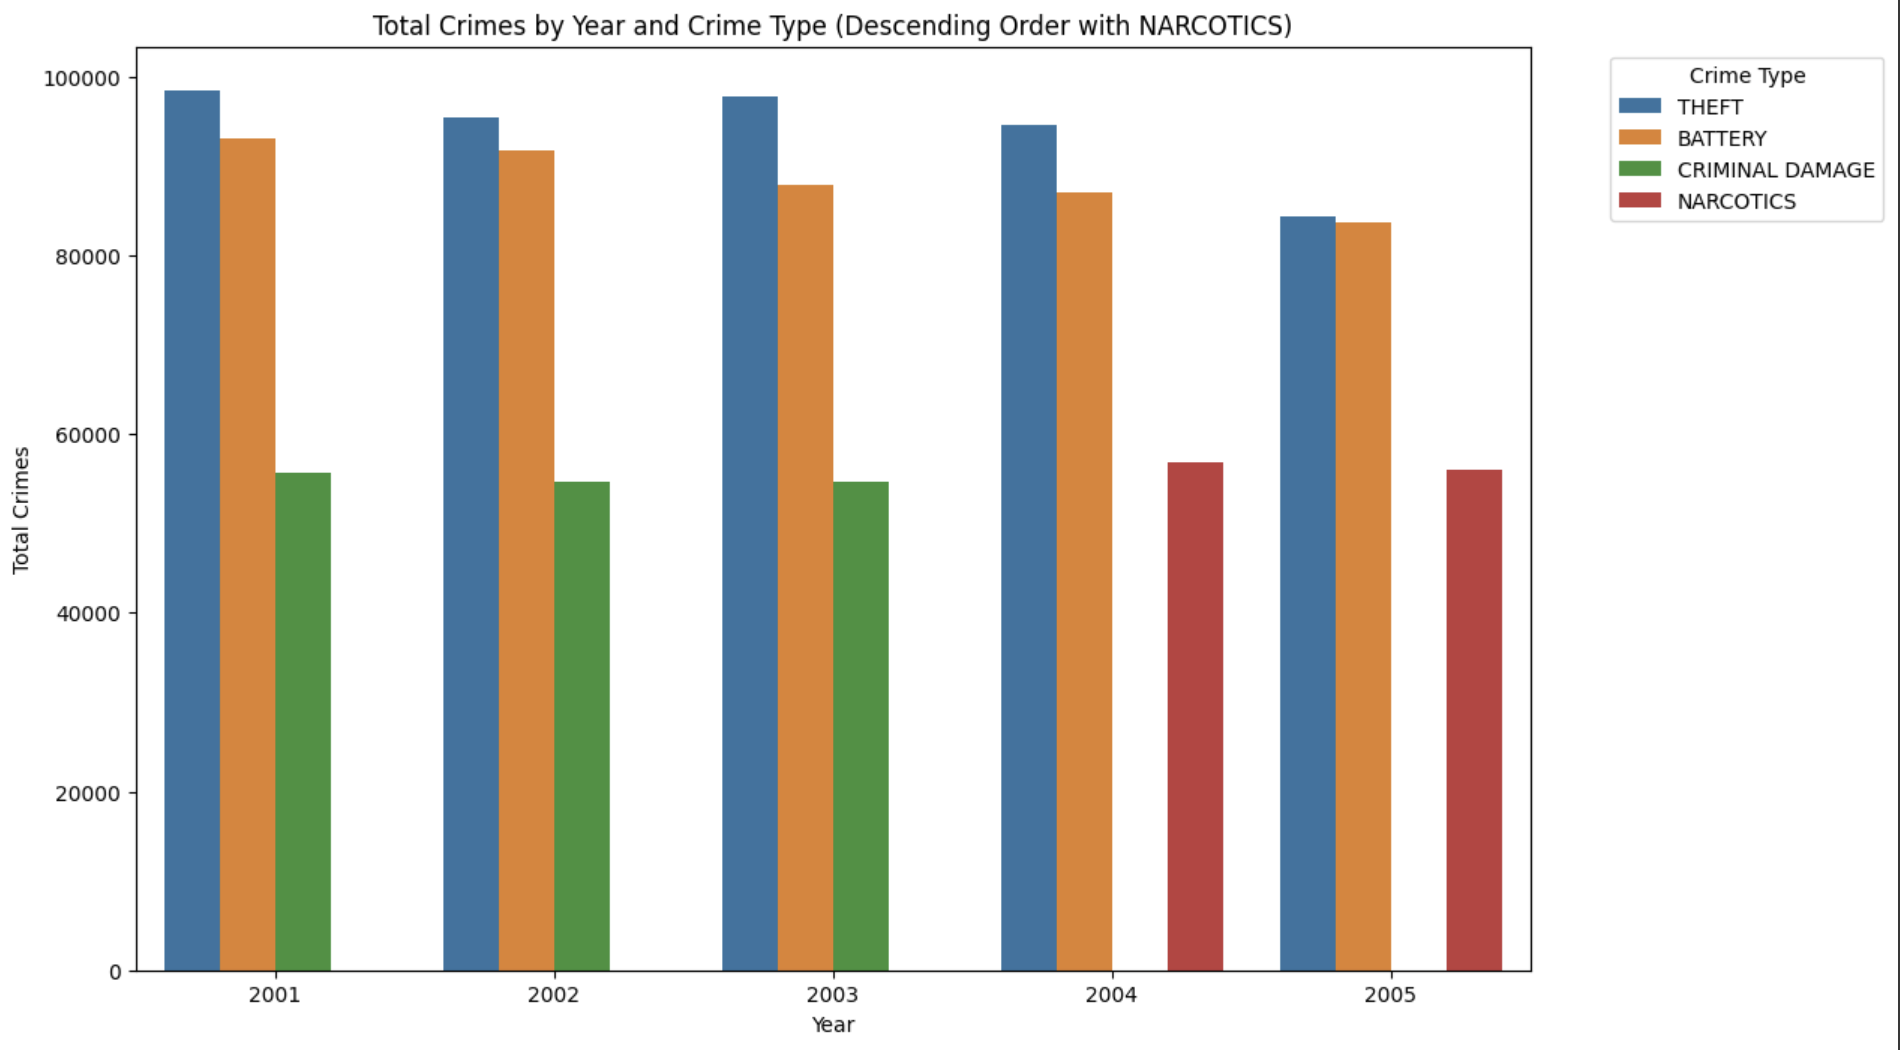 Total Crimes by Year and Crime Type (Descending Order with NARCOTICS)
Crime Type
THEFT
BATTERY
CRIMINAL DAMAGE
NARCOTICS
Total Crimes
100000
80000
60000
40000
20000
0
2001 2002 2003 2004 2005
Year